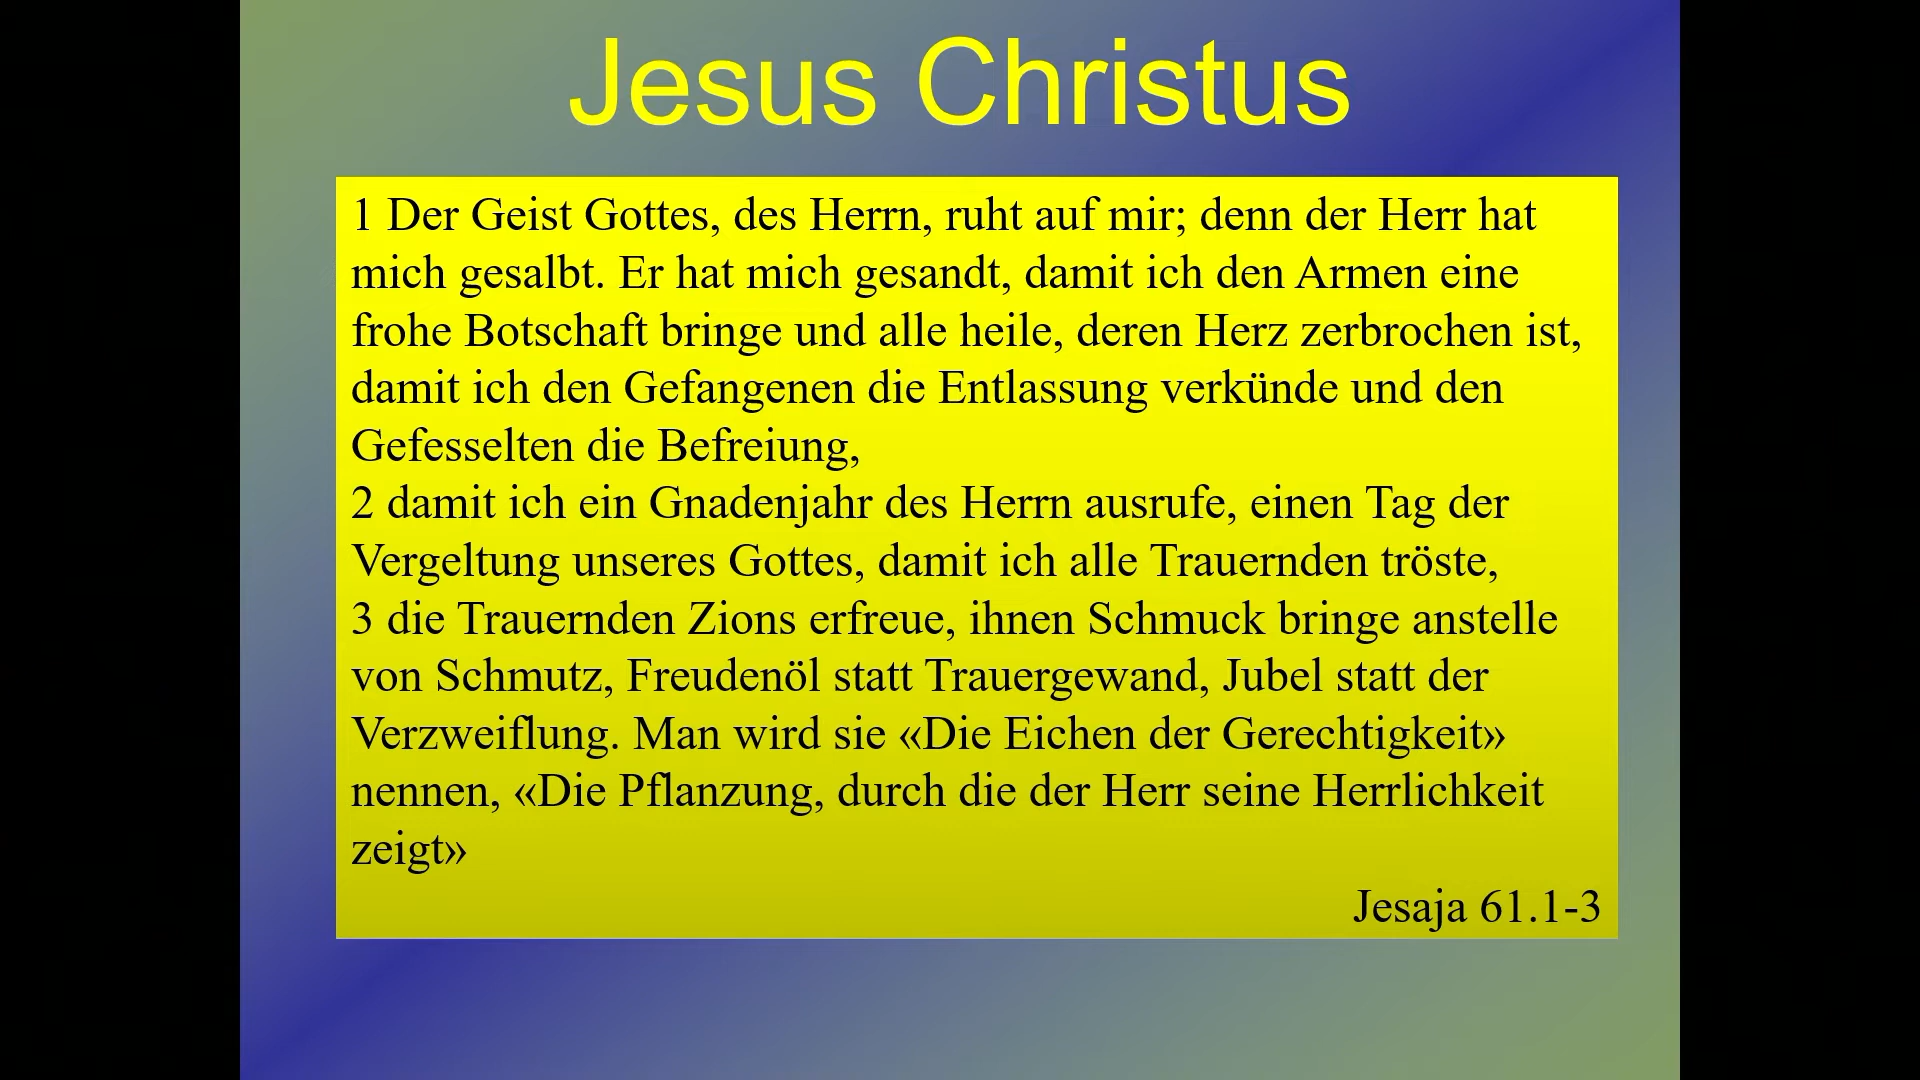 Jesus Christus
1 Der Geist Gottes, des Herrn, ruht auf mir; denn der Herr hat
mich gesalbt. Er hat mich gesandt, damit ich den Armen eine
frohe Botschaft bringe und alle heile, deren Herz zerbrochen ist,
damit ich den Gefangenen die Entlassung verkünde und den
Gefesselten die Befreiung,
2 damit ich ein Gnadenjahr des Herrn ausrufe, einen Tag der
Vergeltung unseres Gottes, damit ich alle Trauernden tröste,
3 die Trauernden Zions erfreue, ihnen Schmuck bringe anstelle
von Schmutz, Freudenöl statt Trauergewand, Jubel statt der
Verzweiflung. Man wird sie «Die Eichen der Gerechtigkeit»
nennen, «Die Pflanzung, durch die der Herr seine Herrlichkeit
zeigt»
Jesaja 61.1-3